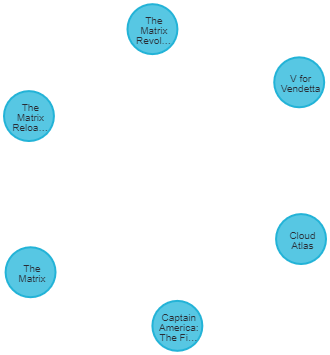 The
Matrix
Revol...
V for
Vendetta
The
Matrix
Reloa...
Cloud
Atlas
The
Matrix
Captain
America:
The Fi...